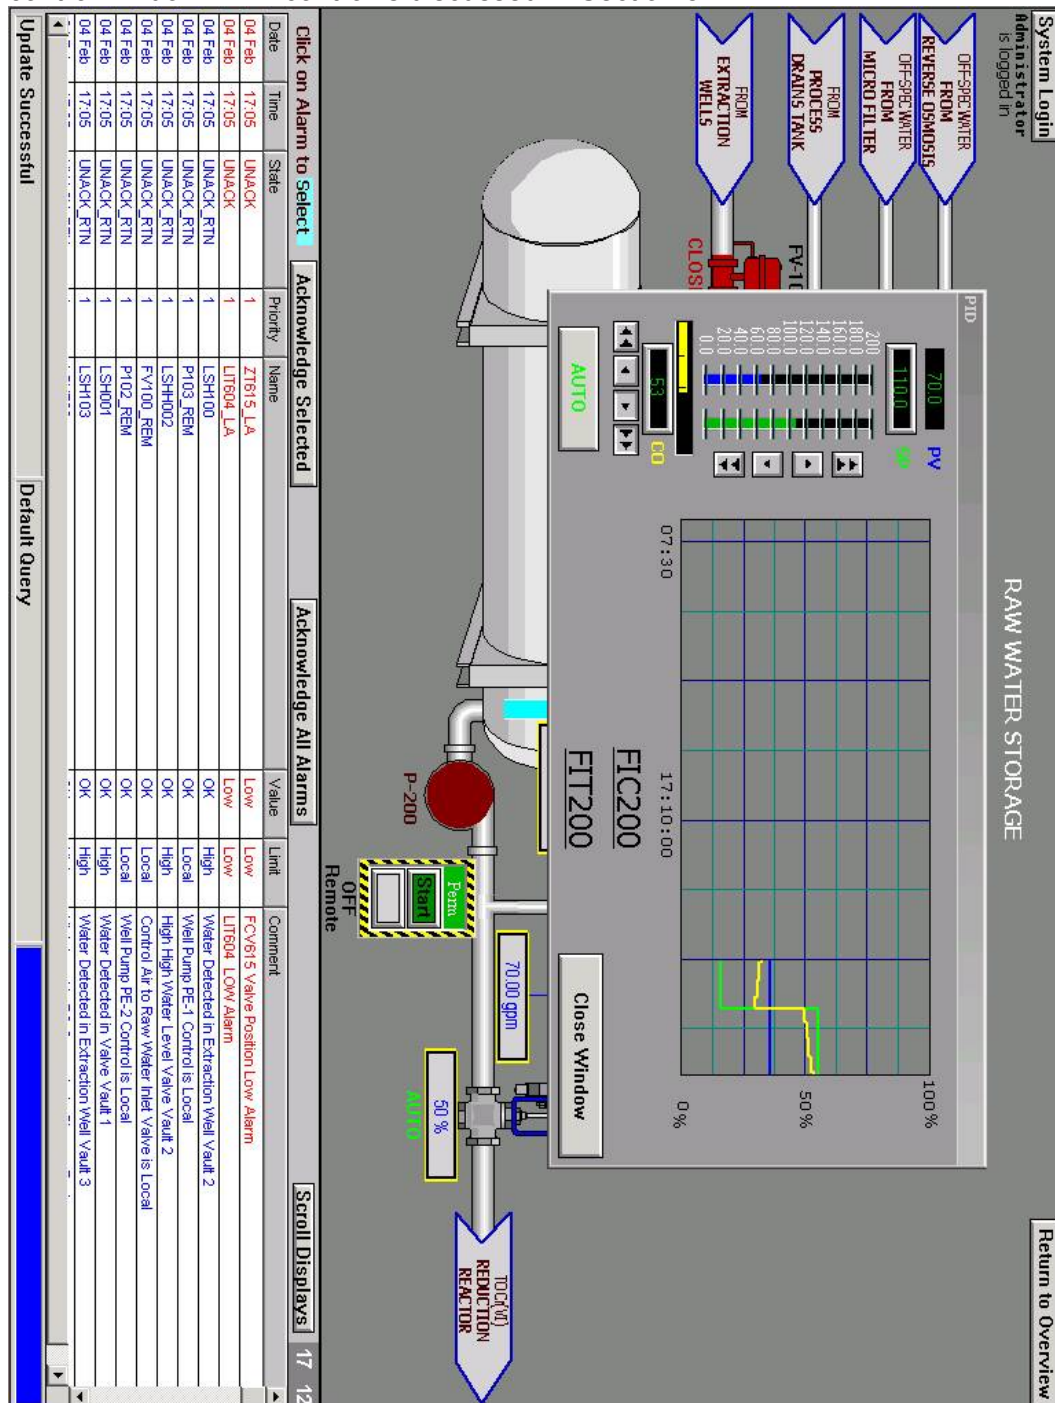 System Login
Administrator
is logged in
RAW WATER STORAGE
Return to Overview
OFF-SPEC WATER
FROM
REVERSE OSMOSIS
OFF-SPEC WATER
FROM
MICRO FILTER
FROM
PROCESS
DRAINS TANK
FROM
EXTRACTION
WELLS
FV-10
CLOSE
PID
70.0 PV
110.0 SP
200
180.0
160.0
140.0
120.0
100.0
80.0
60.0
40.0
20.0
0.0
53 CO
AUTO
100%
50%
0%
07:30
17:10:00
FIC200
FIT200
Close Window
P-200
Perm
Start
OFF
Remote
70.00 gpm
50 %
AUTO
TO Cr(VI)
REDUCTION
REACTOR
Click on Alarm to Select Acknowledge Selected Acknowledge All Alarms Scroll Displays 17 12
Date Time State Priority Name Value Limit Comment
04 Feb 17:05 UNACK 1 ZT615_LA Low Low FCV615 Valve Position Low Alarm
04 Feb 17:05 UNACK 1 LIT604_LA Low Low LIT604 LOW Alarm
04 Feb 17:05 UNACK_RTN 1 LSH100 OK High Water Detected in Extraction Well Vault 2
04 Feb 17:05 UNACK_RTN 1 P103_REM OK Local Well Pump PE-1 Control is Local
04 Feb 17:05 UNACK_RTN 1 LSHH002 OK High High High Water Level Valve Vault 2
04 Feb 17:05 UNACK_RTN 1 FV100_REM OK Local Control Air to Raw Water Inlet Valve is Local
04 Feb 17:05 UNACK_RTN 1 P102_REM OK Local Well Pump PE-2 Control is Local
04 Feb 17:05 UNACK_RTN 1 LSH001 OK High Water Detected in Valve Vault 1
04 Feb 17:05 UNACK_RTN 1 LSH103 OK High Water Detected in Extraction Well Vault 3
Update Successful Default Query